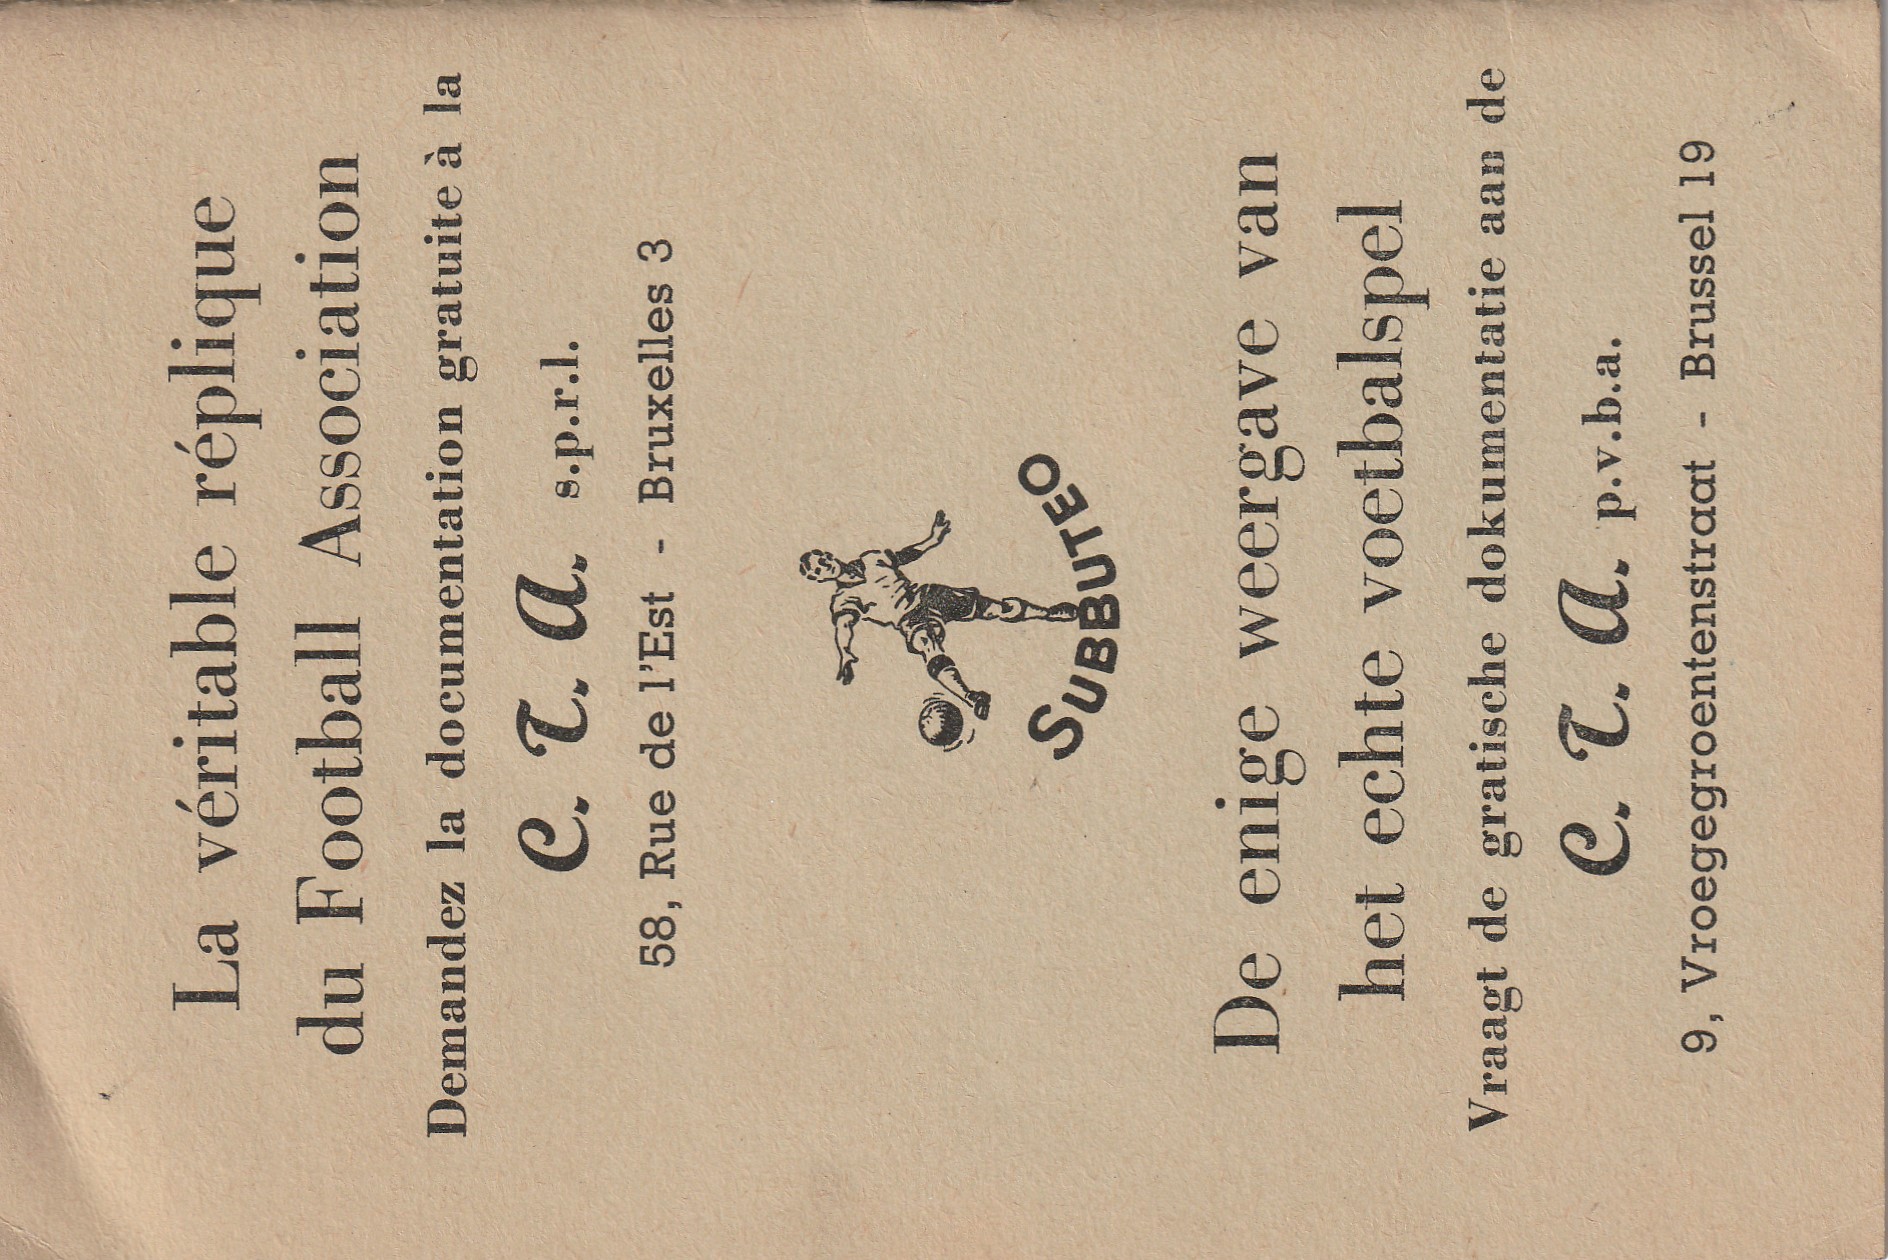 La véritable réplique
du Football Association
Demandez la documentation gratuite à la
C. T. A. s.p.r.l.
58, Rue de l'Est - Bruxelles 3
SUBBUTEO
De enige weergave van
het echte voetbalspel
Vraagt de gratische dokumentatie aan de
C. T. A. p.v.b.a.
9, Vroegegroentenstraat - Brussel 19